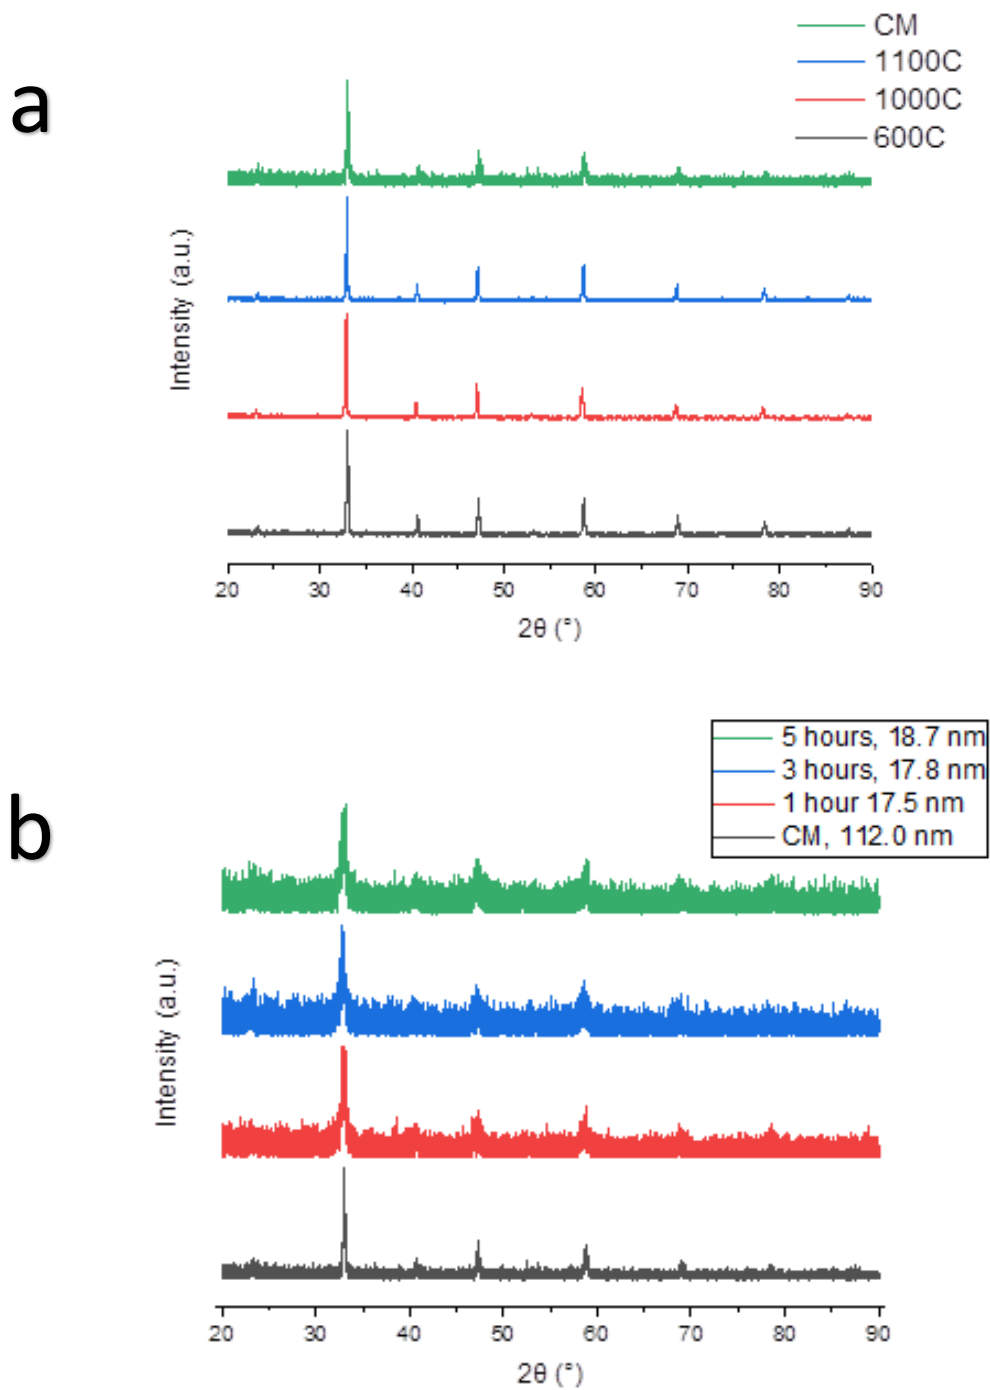 a
CM
1100C
1000C
600C
Intensity (a.u.)
20 30 40 50 60 70 80 90
2θ (°)
b
5 hours, 18.7 nm
3 hours, 17.8 nm
1 hour 17.5 nm
CM, 112.0 nm
Intensity (a.u.)
20 30 40 50 60 70 80 90
2θ (°)